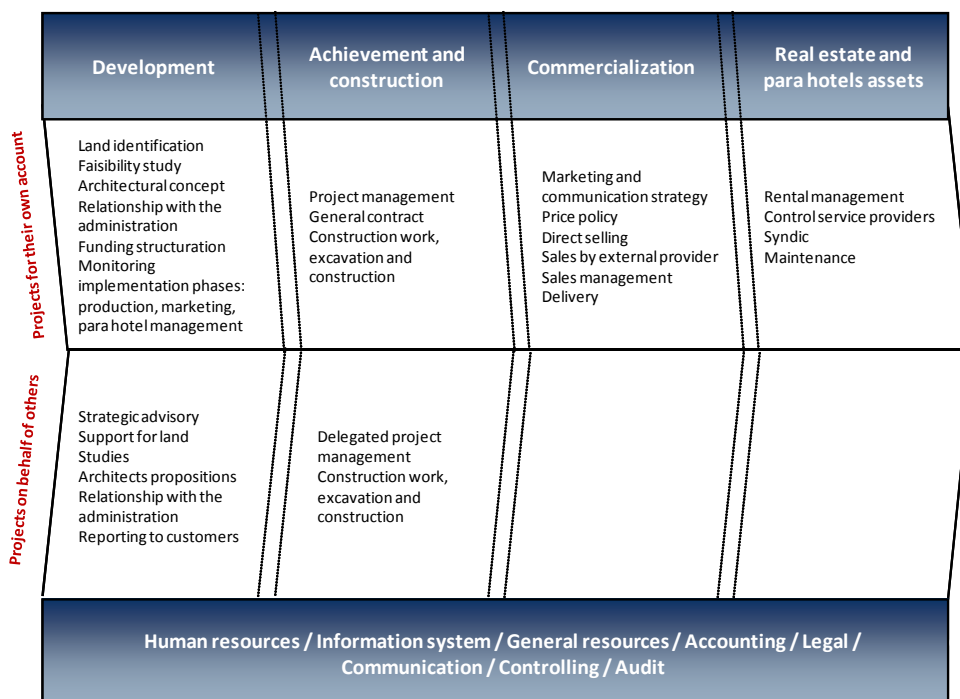 Development
Achievement and
construction
Commercialization
Real estate and
para hotels assets
Projects for their own account
Land identification
Faisibility study
Architectural concept
Relationship with the
administration
Funding structuration
Monitoring
implementation phases:
production, marketing,
para hotel management
Project management
General contract
Construction work,
excavation and
construction
Marketing and
communication strategy
Price policy
Direct selling
Sales by external provider
Sales management
Delivery
Rental management
Control service providers
Syndic
Maintenance
Projects on behalf of others
Strategic advisory
Support for land
Studies
Architects propositions
Relationship with the
administration
Reporting to customers
Delegated project
management
Construction work,
excavation and
construction
Human resources / Information system / General resources / Accounting / Legal /
Communication / Controlling / Audit